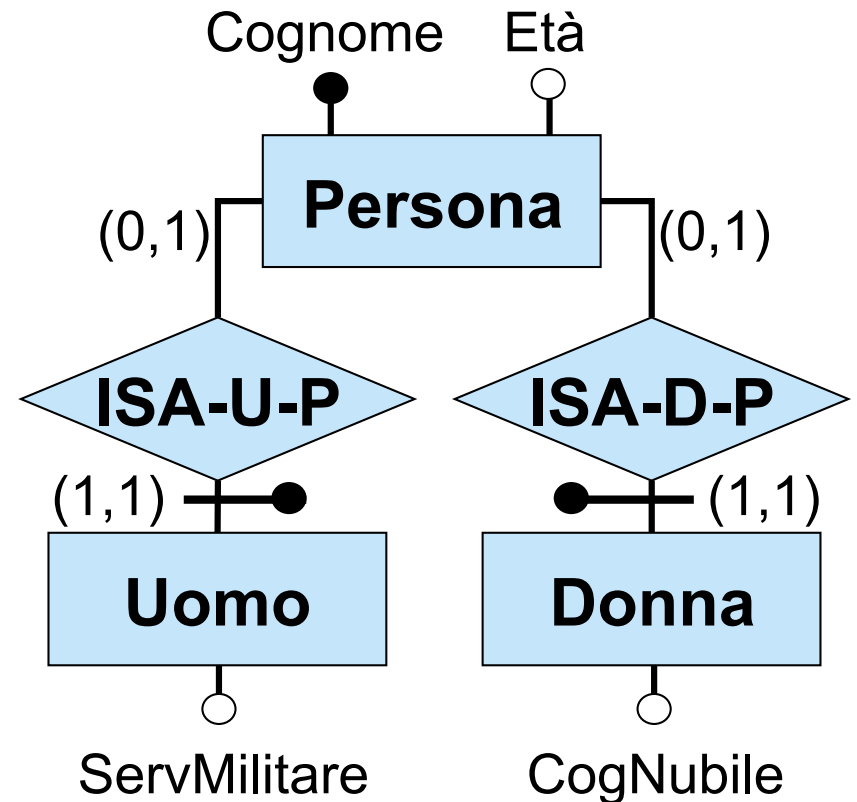 Cognome Età
Persona
(0,1) (0,1)
ISA-U-P ISA-D-P
(1,1) (1,1)
Uomo Donna
ServMilitare CogNubile